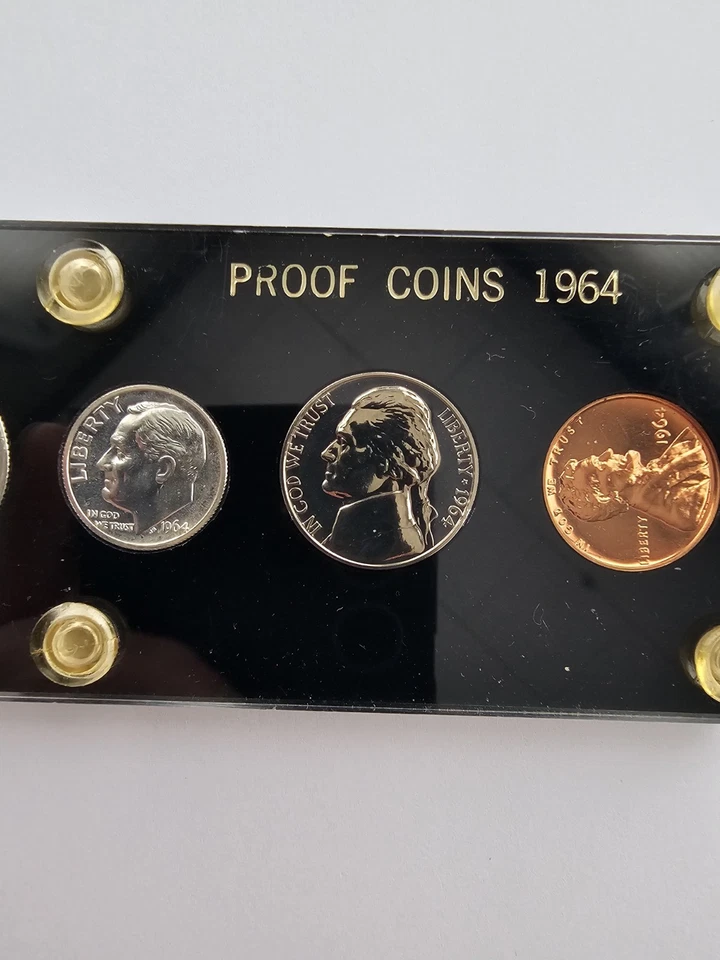 PROOF COINS 1964
LIBERTY
IN GOD
WE TRUST
JS 1964
IN GOD WE TRUST
LIBERTY ★ 1964
IN GOD WE TRUST
LIBERTY
1964